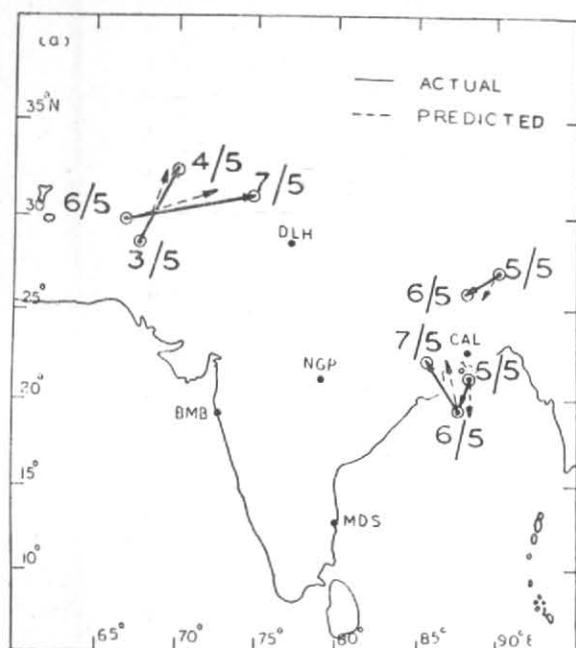 (a)
ACTUAL
PREDICTED
35°N
4/5
7/5
6/5
30°
DLH
3/5
5/5
6/5
25°
7/5
CAL
NGP
5/5
20°
BMB
6/5
15°
MDS
10°
65° 70° 75° 80° 85° 90°E